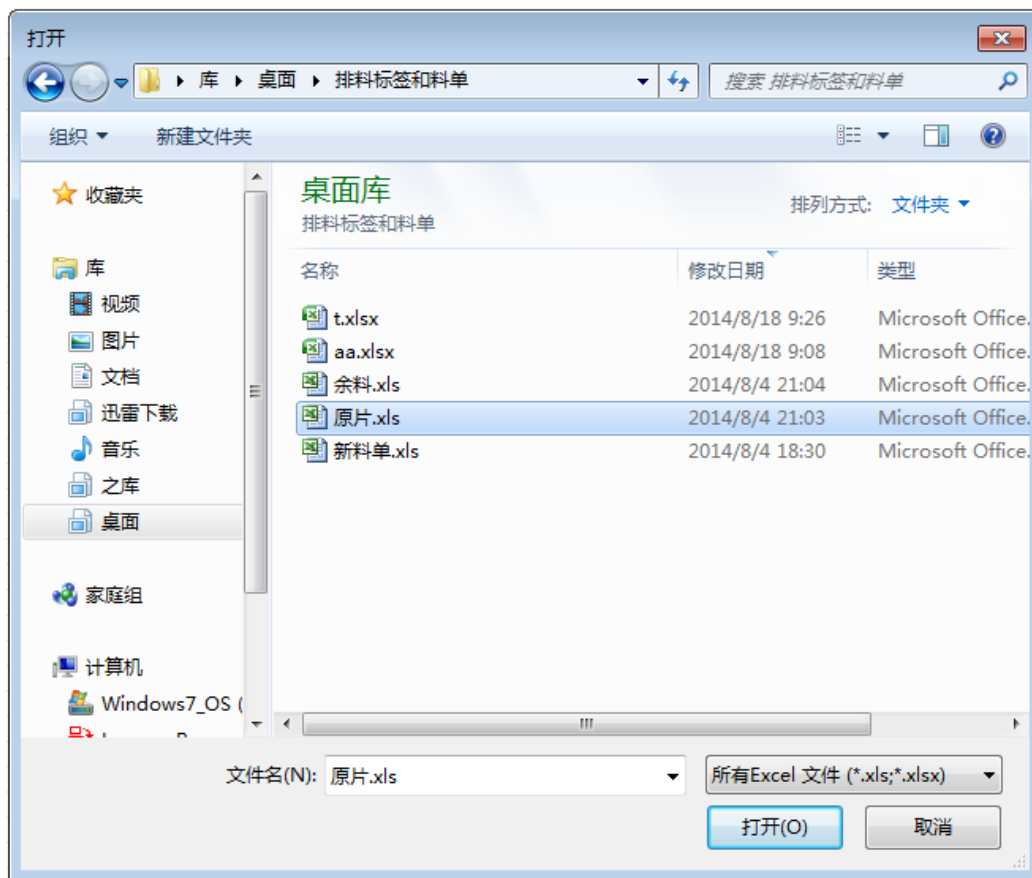 打开
库 桌面 排料标签和料单
搜索 排料标签和料单
组织 新建文件夹
收藏夹
库
视频
图片
文档
迅雷下载
音乐
之库
桌面
家庭组
计算机
Windows7_OS (
桌面库
排料标签和料单
排列方式: 文件夹
名称 修改日期 类型
t.xlsx 2014/8/18 9:26 Microsoft Office.
aa.xlsx 2014/8/18 9:08 Microsoft Office.
余料.xls 2014/8/4 21:04 Microsoft Office.
原片.xls 2014/8/4 21:03 Microsoft Office.
新料单.xls 2014/8/4 18:30 Microsoft Office.
文件名(N): 原片.xls
所有Excel 文件 (*.xls;*.xlsx)
打开(O) 取消